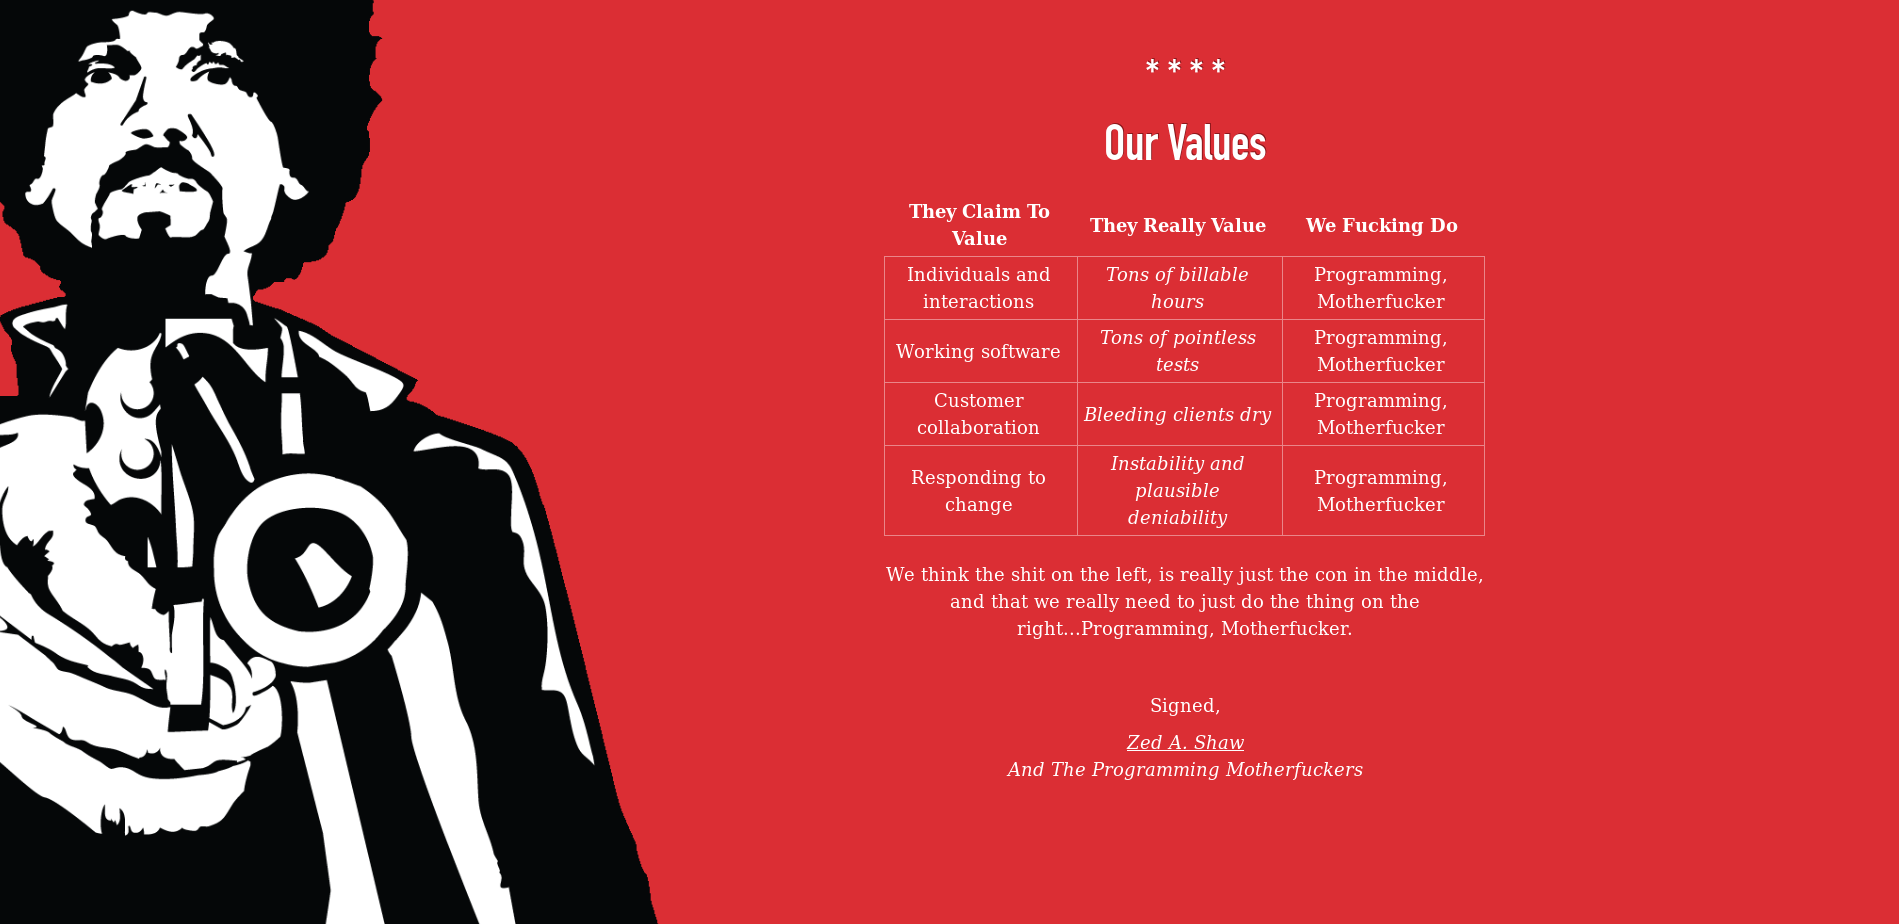 * * * *
Our Values
They Claim To
Value
They Really Value
We Fucking Do
Individuals and
interactions
Tons of billable
hours
Programming,
Motherfucker
Working software
Tons of pointless
tests
Programming,
Motherfucker
Customer
collaboration
Bleeding clients dry
Programming,
Motherfucker
Responding to
change
Instability and
plausible
deniability
Programming,
Motherfucker
We think the shit on the left, is really just the con in the middle,
and that we really need to just do the thing on the
right...Programming, Motherfucker.
Signed,
Zed A. Shaw
And The Programming Motherfuckers